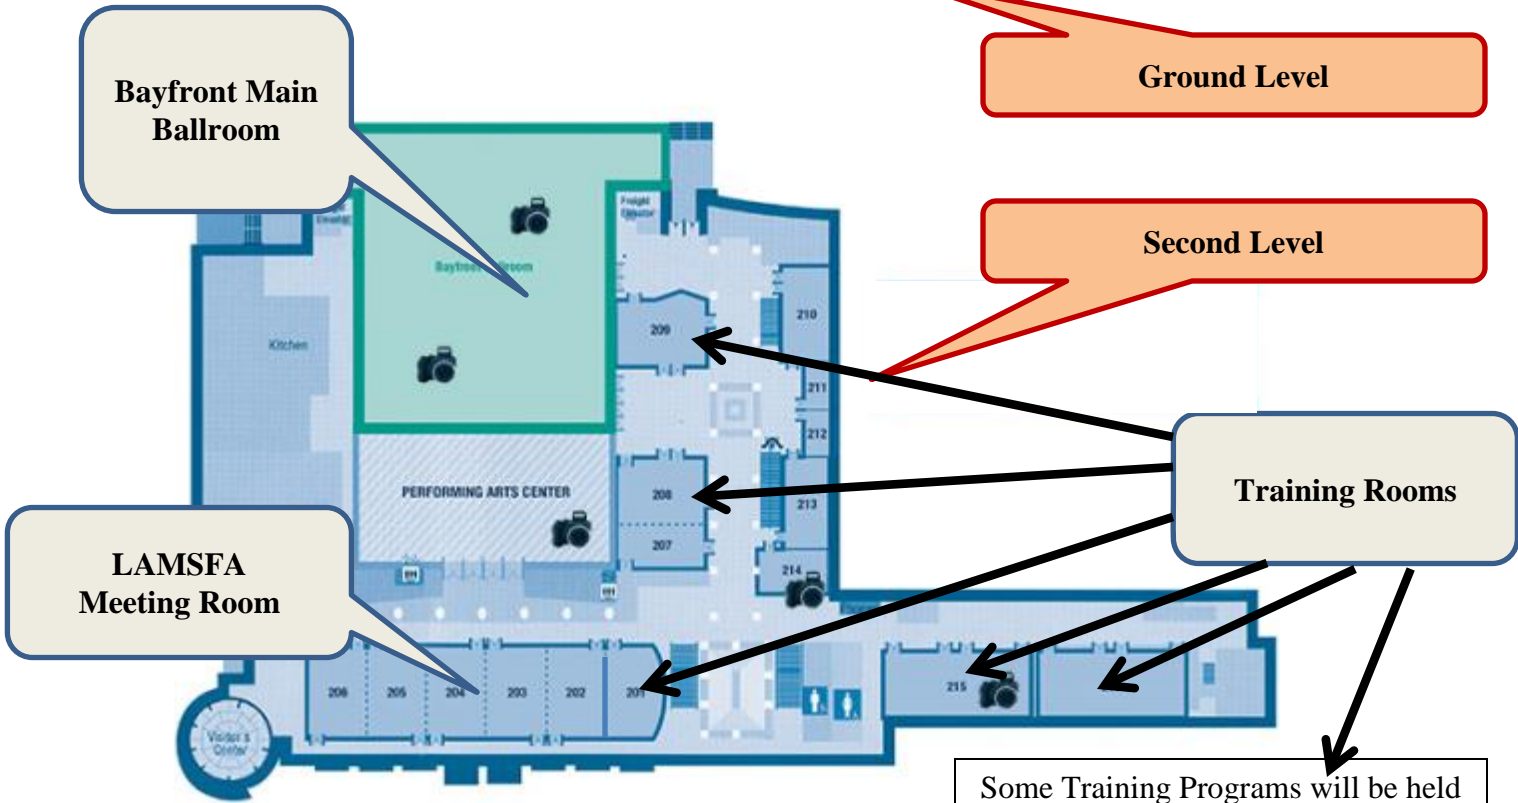 Ground Level
Bayfront Main
Ballroom
Freight
Elevator
Second Level
210
209
Kitchen
211
212
PERFORMING ARTS CENTER
208
213
Training Rooms
207
214
LAMSFA
Meeting Room
206
205
204
203
202
201
215
Visitor's
Center
Some Training Programs will be held